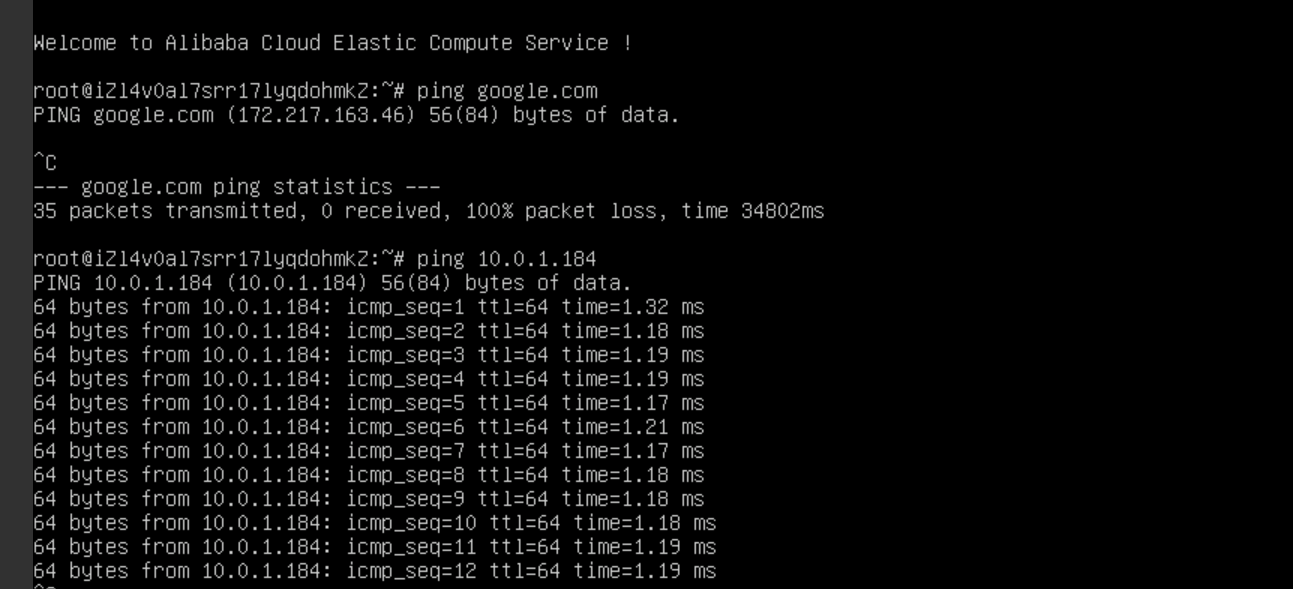 Welcome to Alibaba Cloud Elastic Compute Service !
root@iZl4v0al7srr17lyqdohmkZ:~# ping google.com
PING google.com (172.217.163.46) 56(84) bytes of data.
^C
--- google.com ping statistics ---
35 packets transmitted, 0 received, 100% packet loss, time 34802ms
root@iZl4v0al7srr17lyqdohmkZ:~# ping 10.0.1.184
PING 10.0.1.184 (10.0.1.184) 56(84) bytes of data.
64 bytes from 10.0.1.184: icmp_seq=1 ttl=64 time=1.32 ms
64 bytes from 10.0.1.184: icmp_seq=2 ttl=64 time=1.18 ms
64 bytes from 10.0.1.184: icmp_seq=3 ttl=64 time=1.19 ms
64 bytes from 10.0.1.184: icmp_seq=4 ttl=64 time=1.19 ms
64 bytes from 10.0.1.184: icmp_seq=5 ttl=64 time=1.17 ms
64 bytes from 10.0.1.184: icmp_seq=6 ttl=64 time=1.21 ms
64 bytes from 10.0.1.184: icmp_seq=7 ttl=64 time=1.17 ms
64 bytes from 10.0.1.184: icmp_seq=8 ttl=64 time=1.18 ms
64 bytes from 10.0.1.184: icmp_seq=9 ttl=64 time=1.18 ms
64 bytes from 10.0.1.184: icmp_seq=10 ttl=64 time=1.18 ms
64 bytes from 10.0.1.184: icmp_seq=11 ttl=64 time=1.19 ms
64 bytes from 10.0.1.184: icmp_seq=12 ttl=64 time=1.19 ms